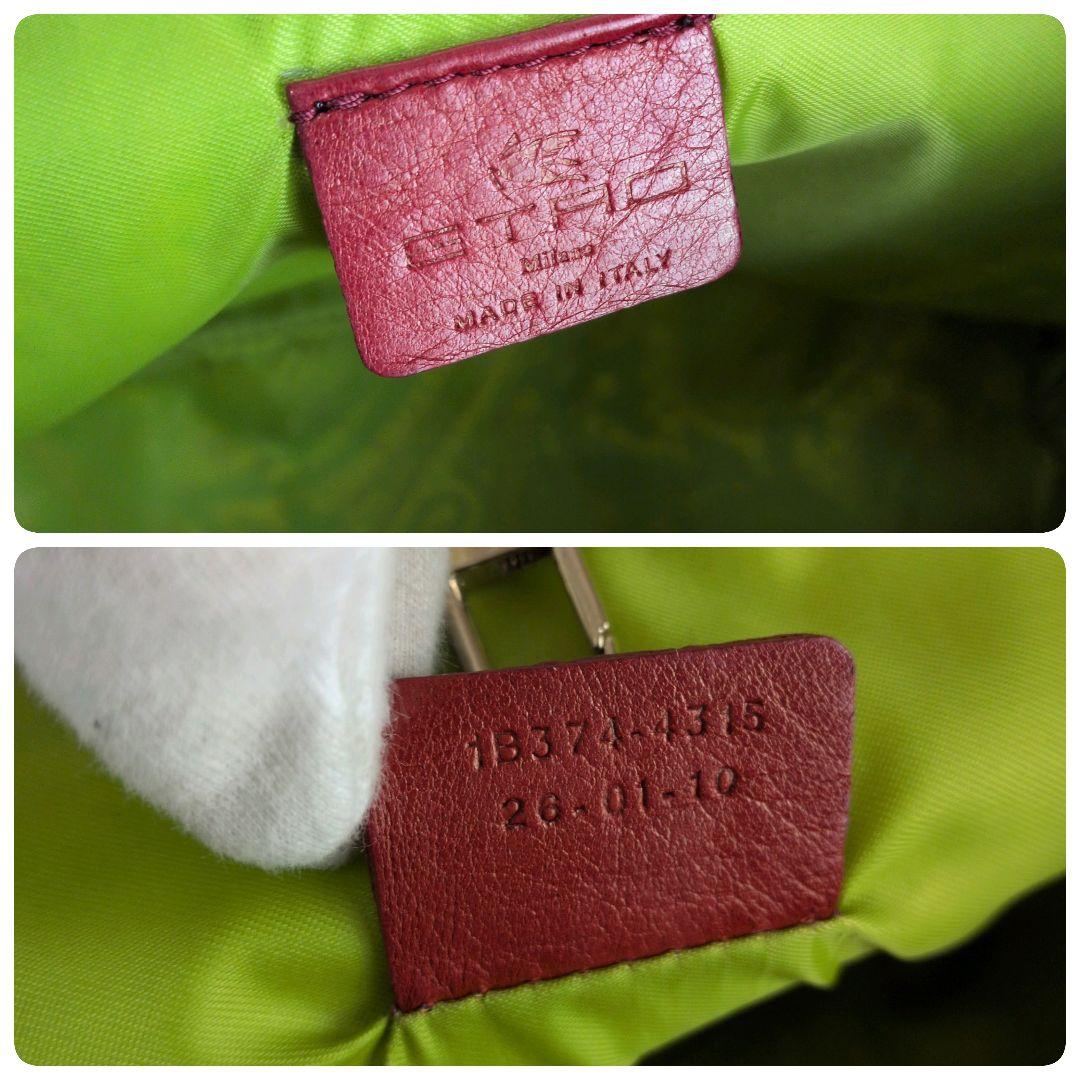 ETRO
Milano
MADE IN ITALY
1B374-4315
26-01-10